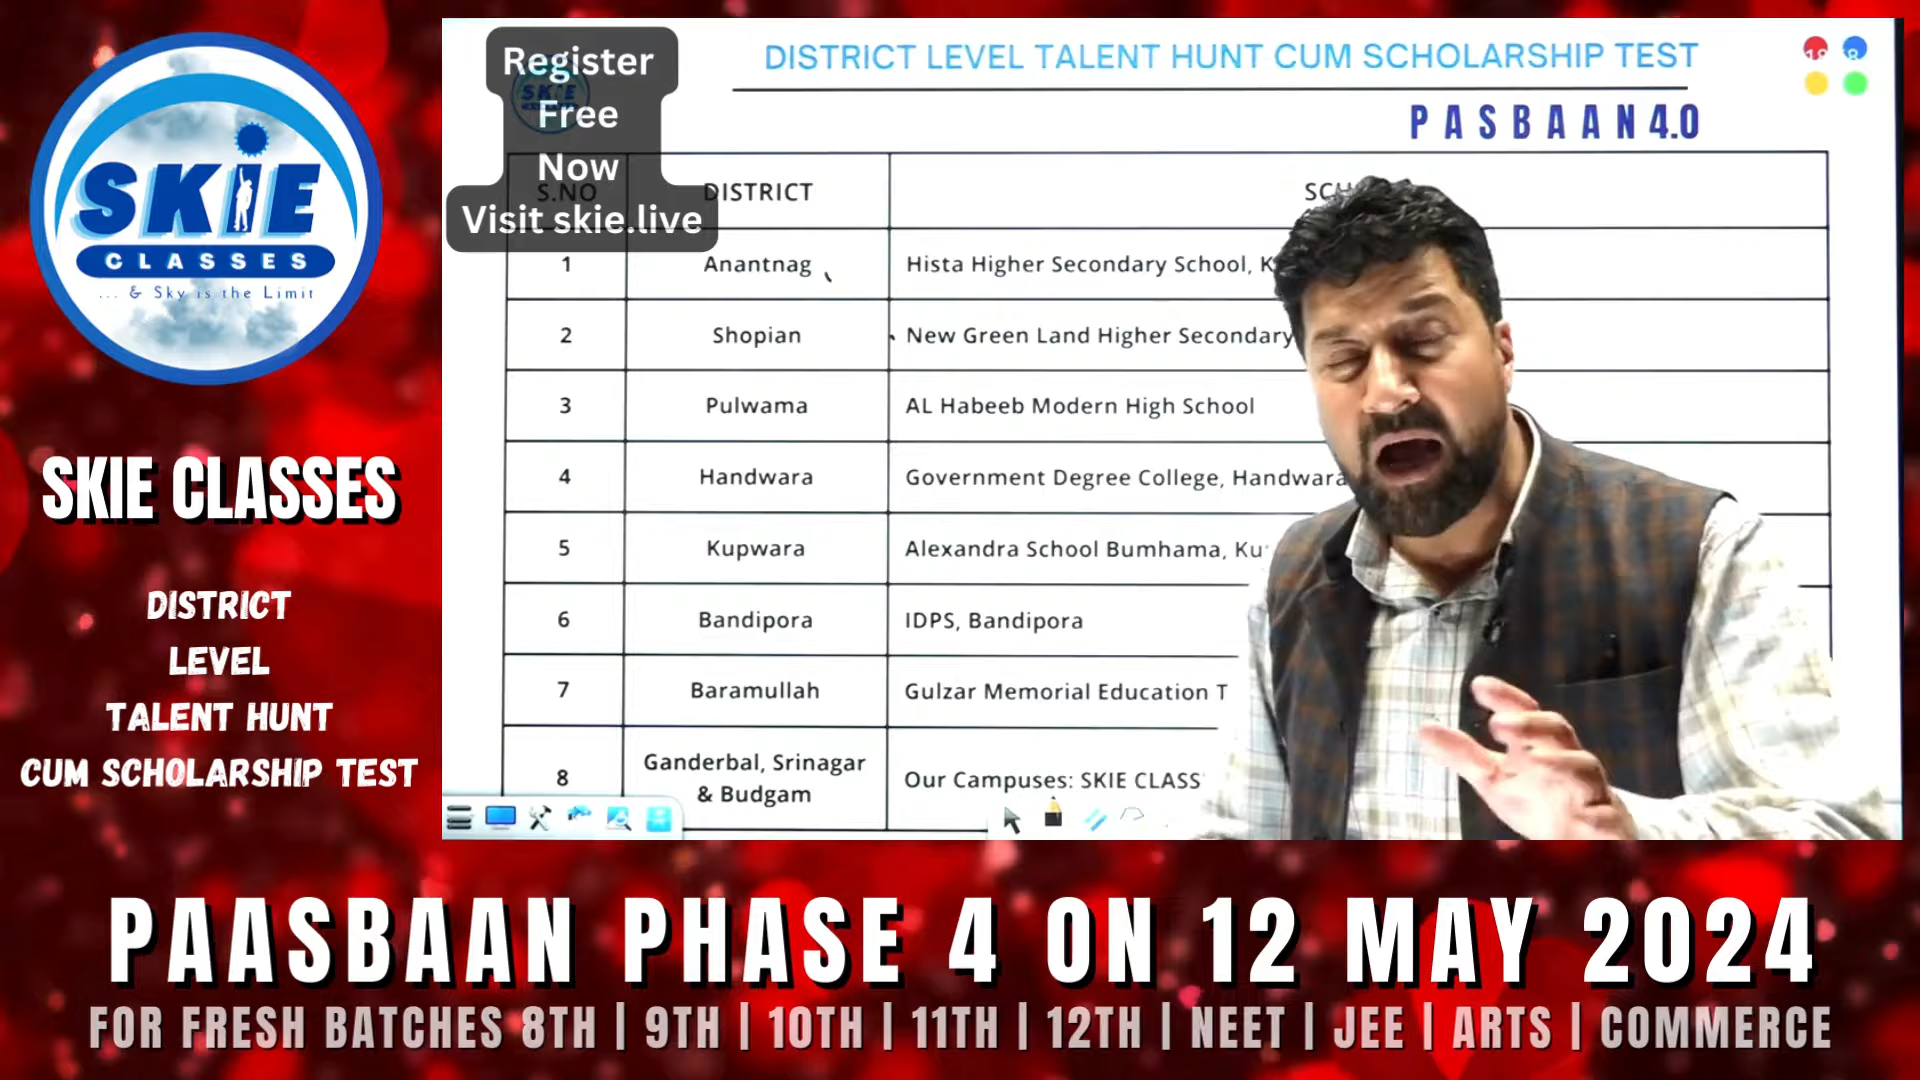 SKIE
CLASSES
... & Sky is the Limit
SKIE CLASSES
DISTRICT
LEVEL
TALENT HUNT
CUM SCHOLARSHIP TEST
Register
Free
Now
Visit skie.live
DISTRICT LEVEL TALENT HUNT CUM SCHOLARSHIP TEST
PASBAAN 4.0
S.NO DISTRICT
1 Anantnag Hista Higher Secondary School,
2 Shopian New Green Land Higher Secondary
3 Pulwama AL Habeeb Modern High School
4 Handwara Government Degree College, Handwara
5 Kupwara Alexandra School Bumhama,
6 Bandipora IDPS, Bandipora
7 Baramullah Gulzar Memorial Education
8 Ganderbal, Srinagar
& Budgam
Our Campuses: SKIE CLASS
PAASBAAN PHASE 4 ON 12 MAY 2024
FOR FRESH BATCHES 8TH | 9TH | 10TH | 11TH | 12TH | NEET | JEE | ARTS | COMMERCE